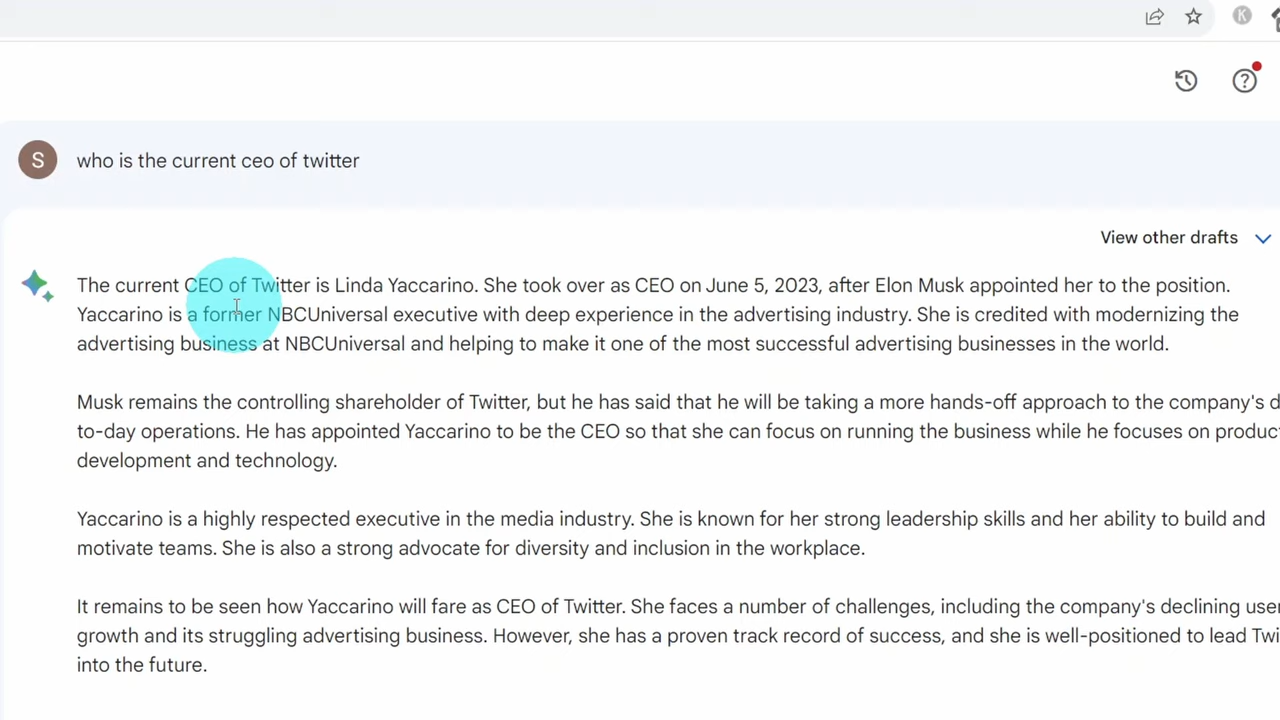 K
S
who is the current ceo of twitter
View other drafts
The current CEO of Twitter is Linda Yaccarino. She took over as CEO on June 5, 2023, after Elon Musk appointed her to the position.
Yaccarino is a former NBCUniversal executive with deep experience in the advertising industry. She is credited with modernizing the
advertising business at NBCUniversal and helping to make it one of the most successful advertising businesses in the world.
Musk remains the controlling shareholder of Twitter, but he has said that he will be taking a more hands-off approach to the company's d
to-day operations. He has appointed Yaccarino to be the CEO so that she can focus on running the business while he focuses on produc
development and technology.
Yaccarino is a highly respected executive in the media industry. She is known for her strong leadership skills and her ability to build and
motivate teams. She is also a strong advocate for diversity and inclusion in the workplace.
It remains to be seen how Yaccarino will fare as CEO of Twitter. She faces a number of challenges, including the company's declining user
growth and its struggling advertising business. However, she has a proven track record of success, and she is well-positioned to lead Twi
into the future.